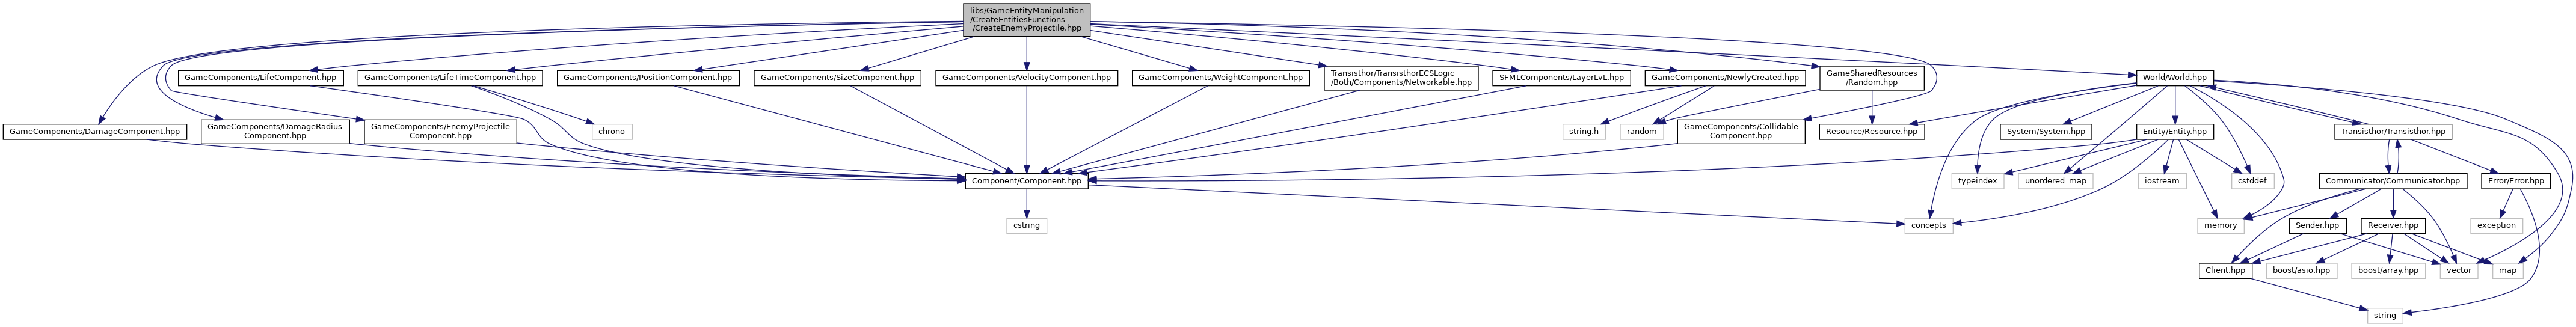 libs/GameEntityManipulation
/CreateEntitiesFunctions
/CreateEnemyProjectile.hpp
GameComponents/LifeComponent.hpp
GameComponents/LifeTimeComponent.hpp
GameComponents/PositionComponent.hpp
GameComponents/SizeComponent.hpp
GameComponents/VelocityComponent.hpp
GameComponents/WeightComponent.hpp
Transisthor/TransisthorECSLogic
/Both/Components/Networkable.hpp
SFMLComponents/LayerLvL.hpp
GameComponents/NewlyCreated.hpp
GameSharedResources
/Random.hpp
World/World.hpp
GameComponents/DamageComponent.hpp
GameComponents/DamageRadius
Component.hpp
GameComponents/EnemyProjectile
Component.hpp
chrono
string.h
random
GameComponents/Collidable
Component.hpp
Resource/Resource.hpp
System/System.hpp
Entity/Entity.hpp
Transisthor/Transisthor.hpp
Component/Component.hpp
typeindex
unordered_map
iostream
cstddef
Communicator/Communicator.hpp
Error/Error.hpp
cstring
concepts
memory
Sender.hpp
Receiver.hpp
exception
Client.hpp
boost/asio.hpp
boost/array.hpp
vector
map
string